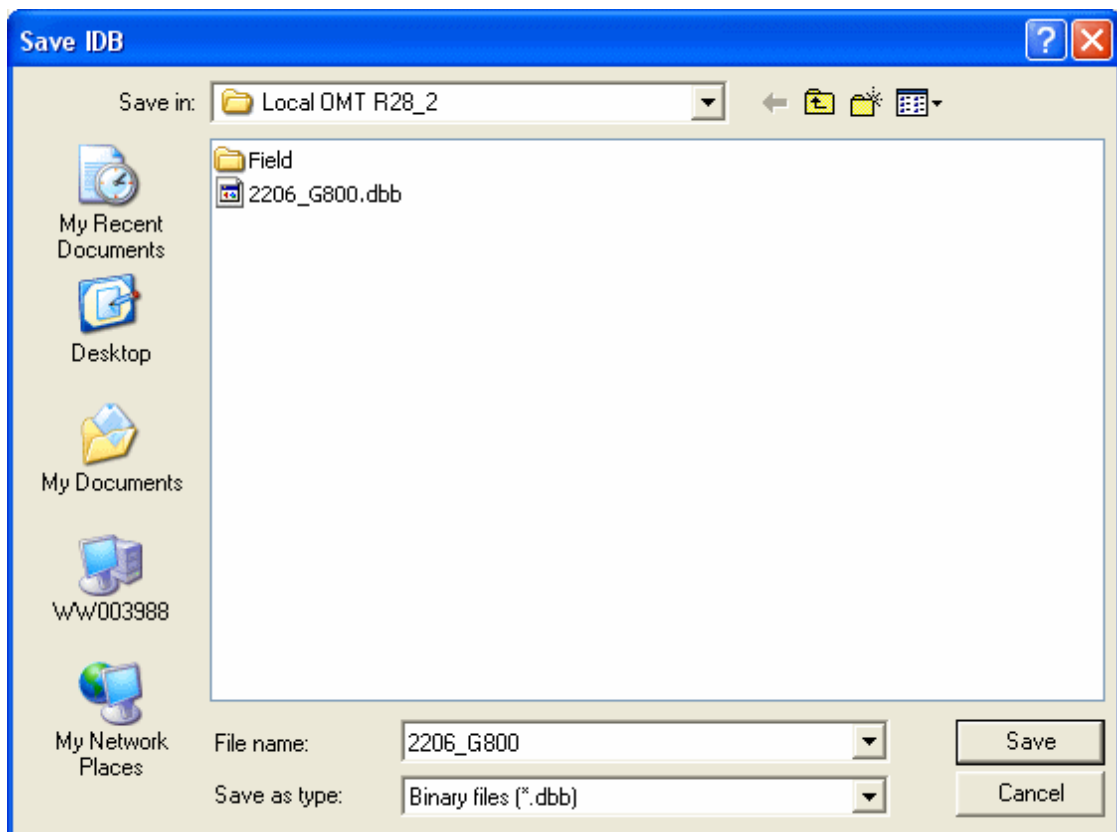 Save IDB
Save in:
Local OMT R28_2
Field
2206_G800.dbb
My Recent
Documents
Desktop
My Documents
WW003988
My Network
Places
File name:
2206_G800
Save
Save as type:
Binary files (*.dbb)
Cancel